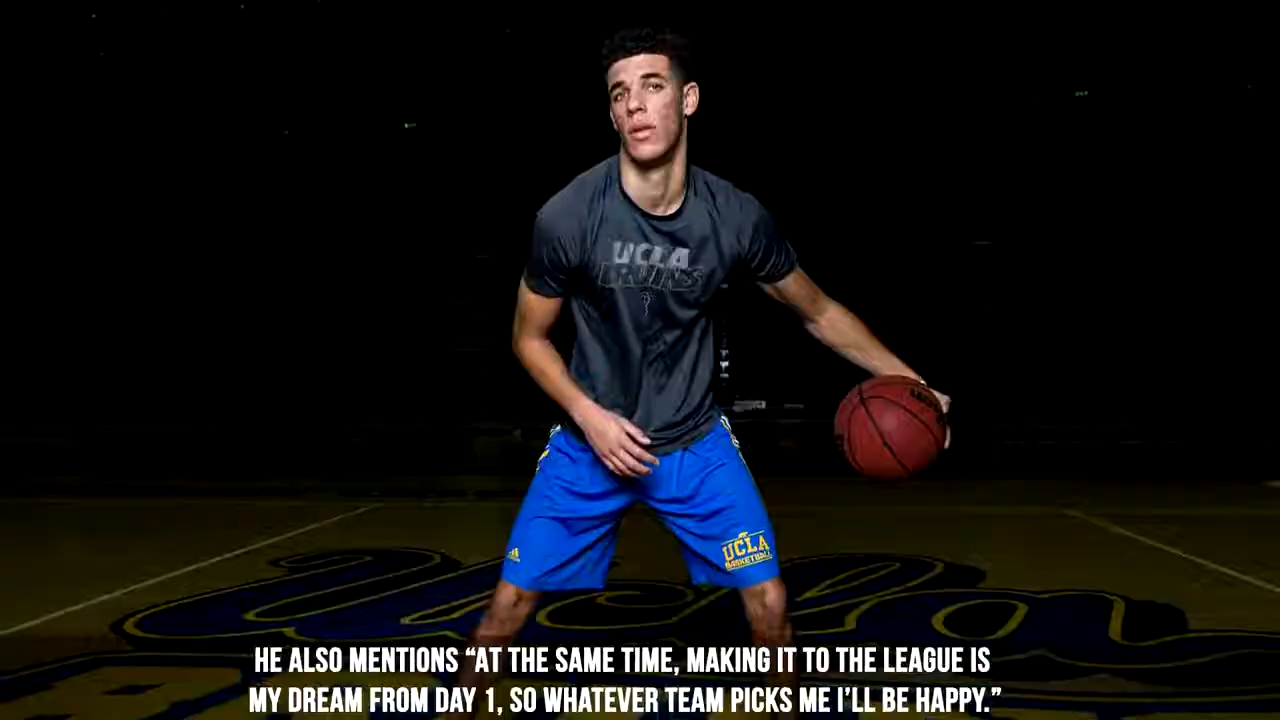 UCLA
BRUINS
UCLA
BASKETBALL
ucla
HE ALSO MENTIONS “AT THE SAME TIME, MAKING IT TO THE LEAGUE IS
MY DREAM FROM DAY 1, SO WHATEVER TEAM PICKS ME I’LL BE HAPPY.”